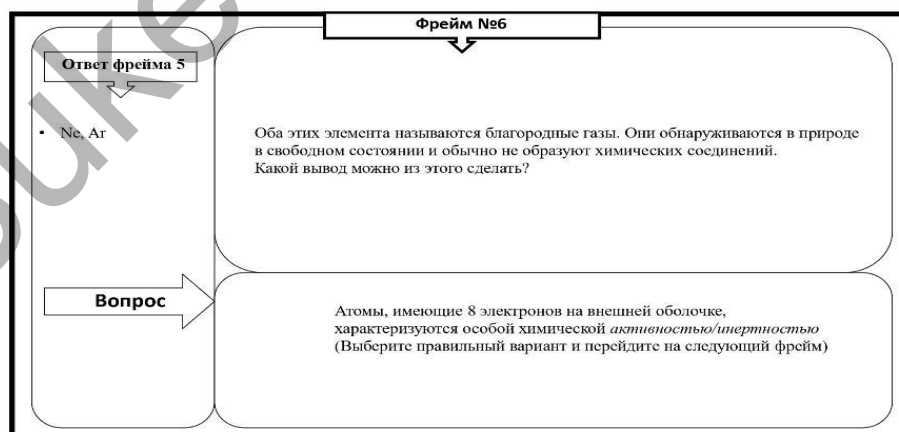 Фрейм №6
Ответ фрейма 5
• Ne, Ar
Оба этих элемента называются благородные газы. Они обнаруживаются в природе
в свободном состоянии и обычно не образуют химических соединений.
Какой вывод можно из этого сделать?
Вопрос
Атомы, имеющие 8 электронов на внешней оболочке,
характеризуются особой химической активностью/инертностью
(Выберите правильный вариант и перейдите на следующий фрейм)